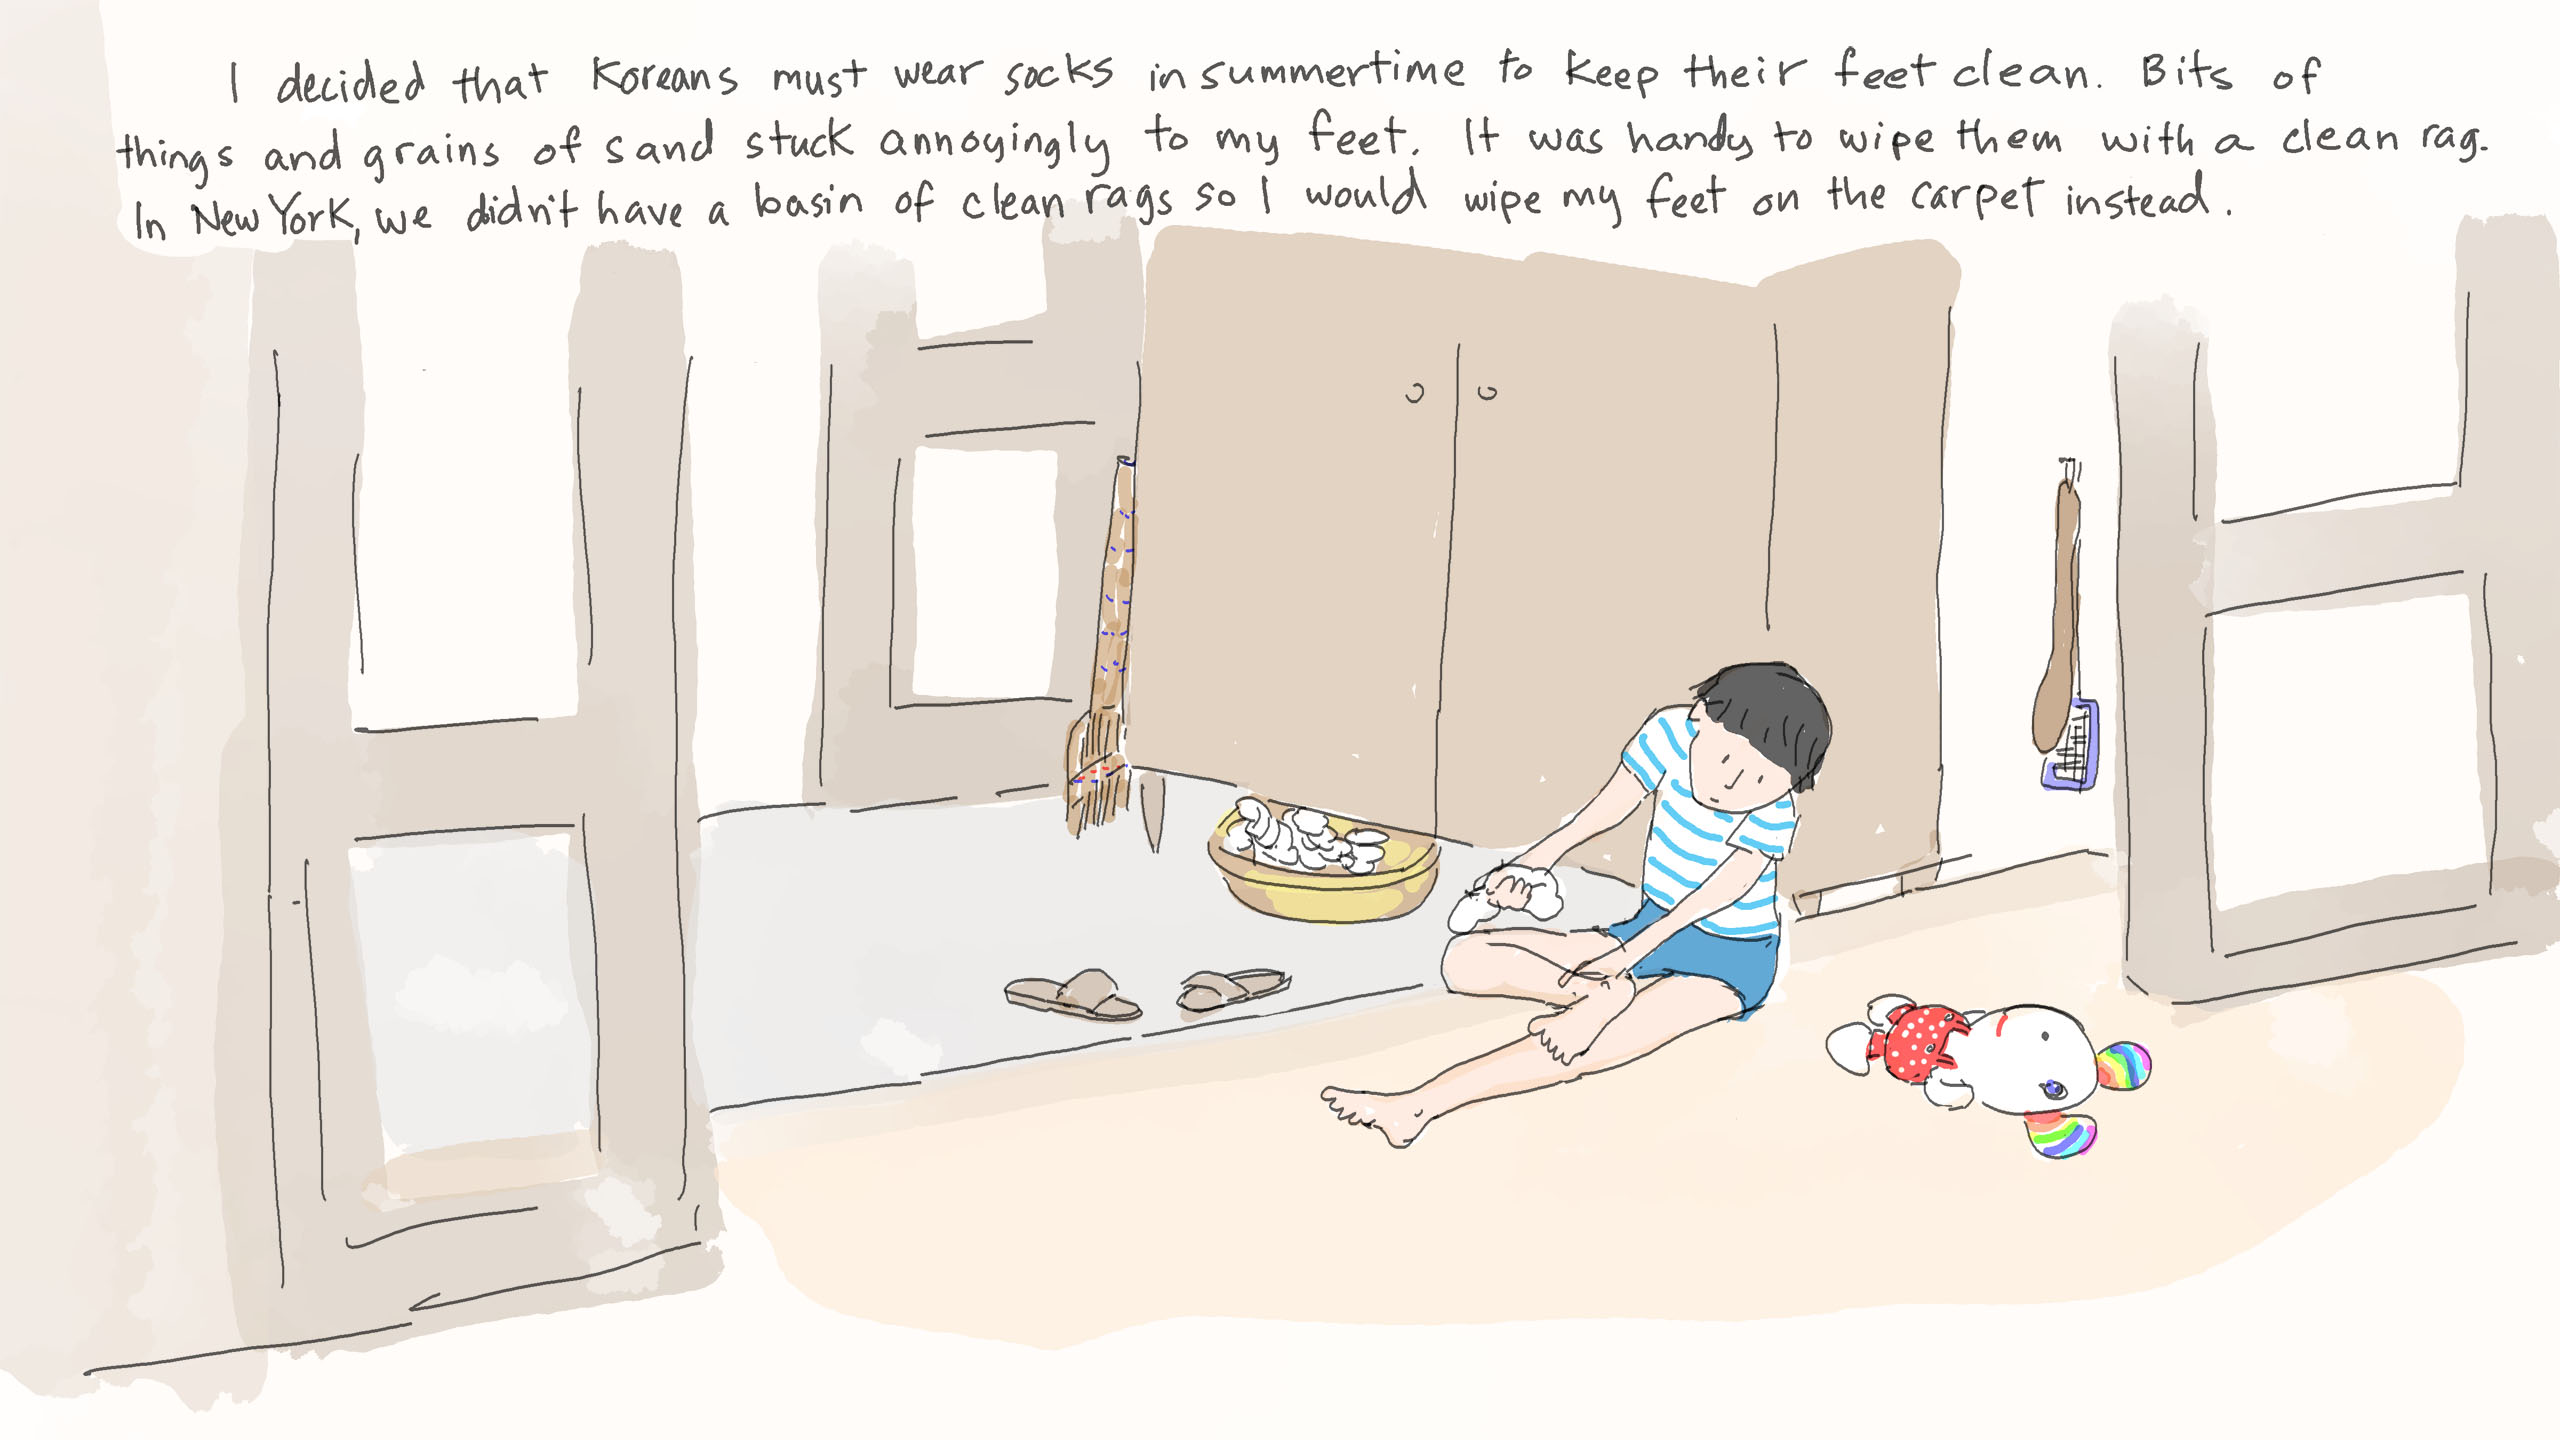 I decided that Koreans must wear socks in summertime to keep their feet clean. Bits of
things and grains of sand stuck annoyingly to my feet. It was handy to wipe them with a clean rag.
In New York, we didn't have a basin of clean rags so I would wipe my feet on the carpet instead.